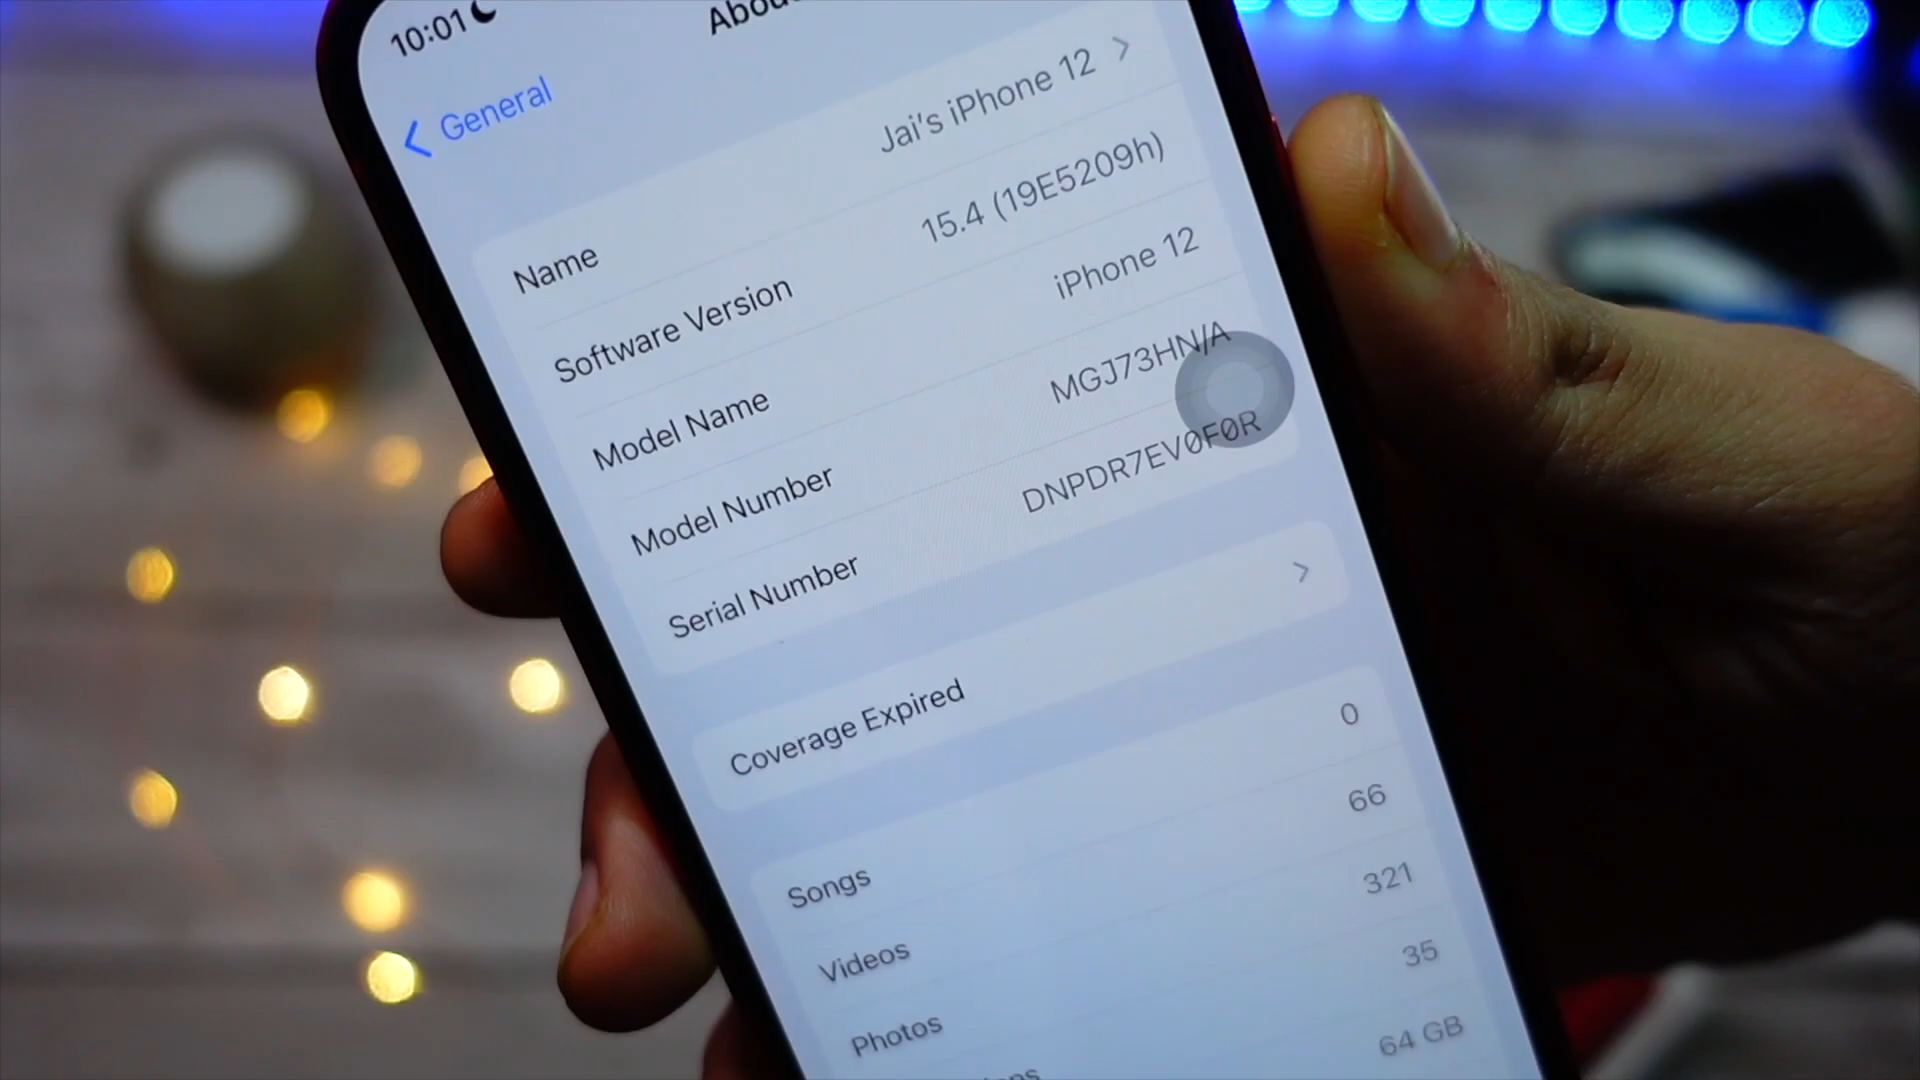 10:01
General
Name Jai's iPhone 12
Software Version 15.4 (19E5209h)
Model Name iPhone 12
Model Number MGJ73HN/A
Serial Number DNPDR7EV0F0R
Coverage Expired
Songs 0
Videos 66
Photos 321
35
64 GB